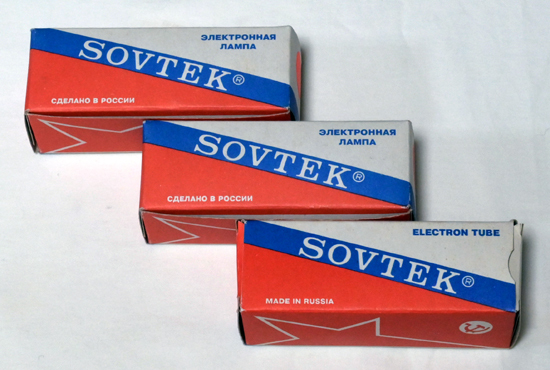 ЭЛЕКТРОННАЯ
ЛАМПА
SOVTEK®
СДЕЛАНО В РОССИИ
ЭЛЕКТРОННАЯ
ЛАМПА
SOVTEK®
СДЕЛАНО В РОССИИ
ELECTRON TUBE
SOVTEK®
MADE IN RUSSIA